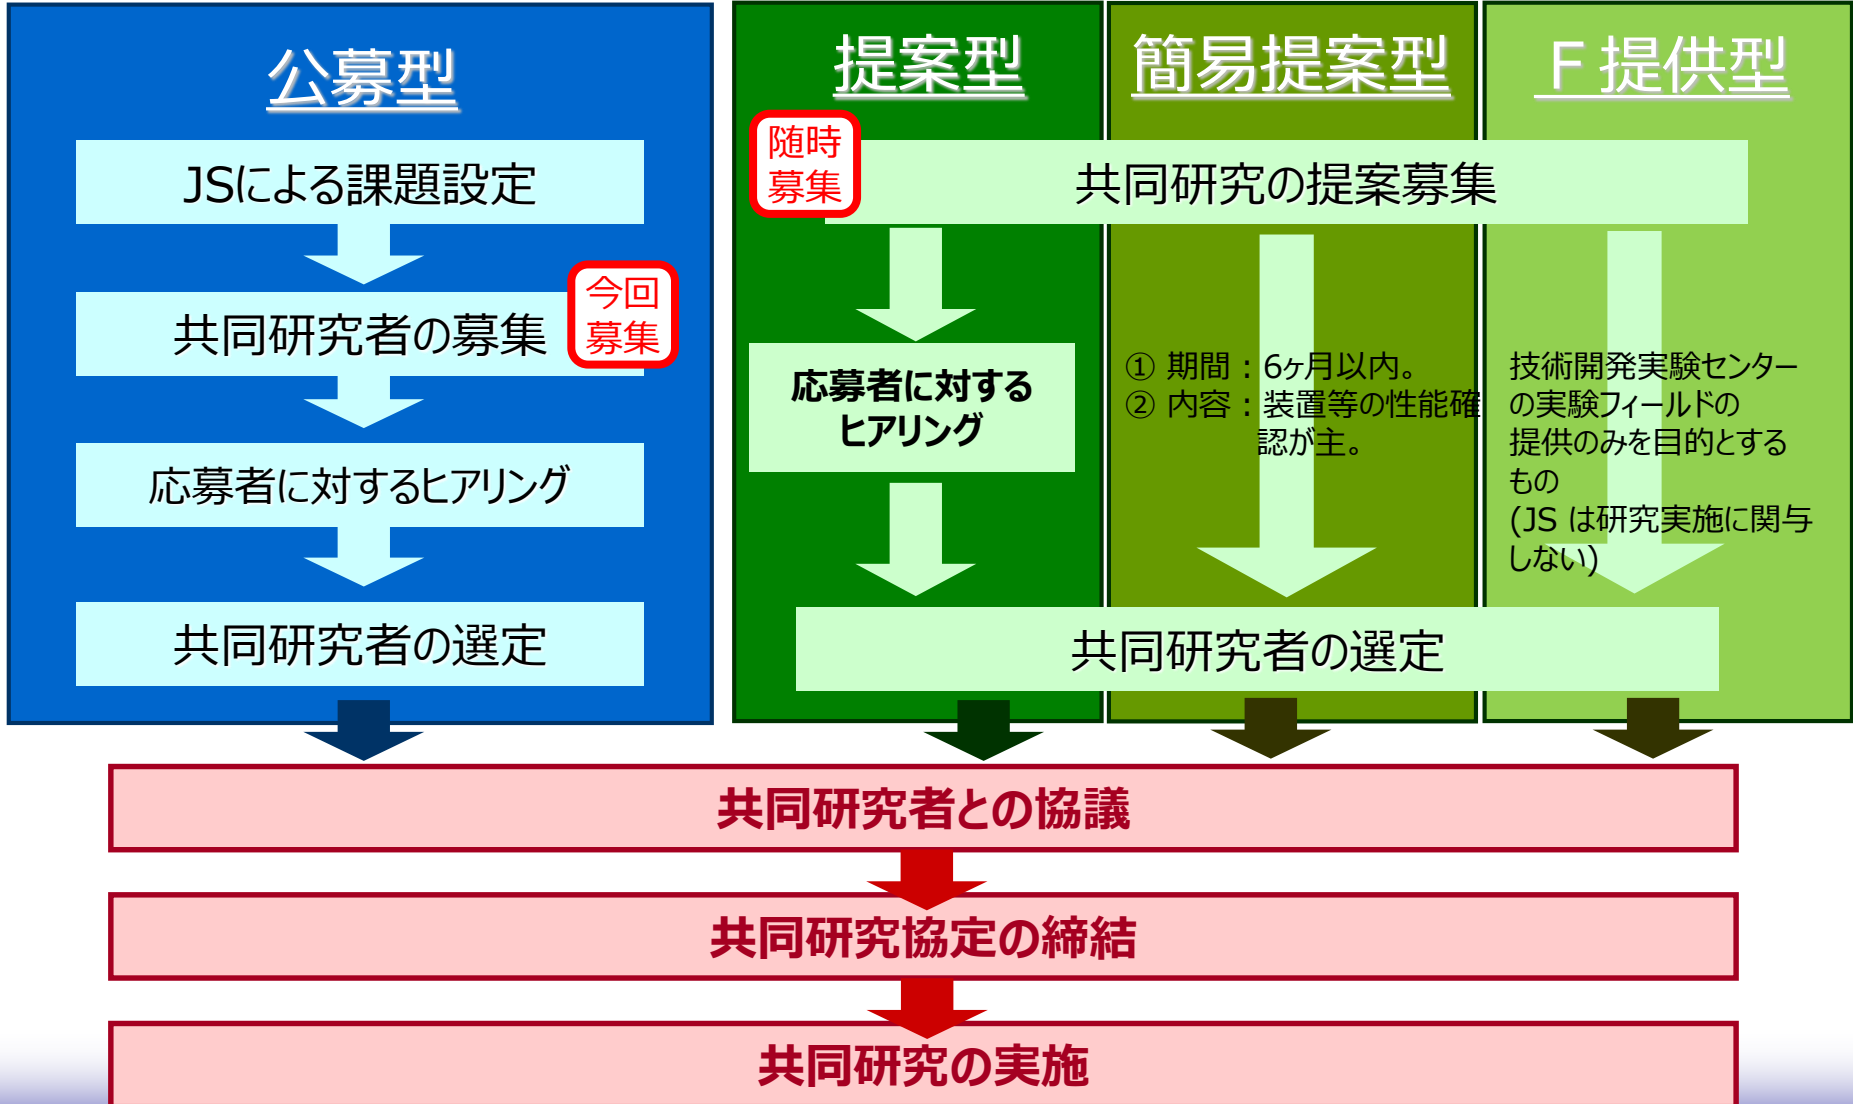 公募型
JSによる課題設定
共同研究者の募集
今回
募集
応募者に対するヒアリング
共同研究者の選定
提案型
簡易提案型
Ｆ提供型
随時
募集
共同研究の提案募集
応募者に対する
ヒアリング
① 期間：6ヶ月以内。
② 内容：装置等の性能確
認が主。
技術開発実験センター
の実験フィールドの
提供のみを目的とする
もの
(JS は研究実施に関与
しない)
共同研究者の選定
共同研究者との協議
共同研究協定の締結
共同研究の実施